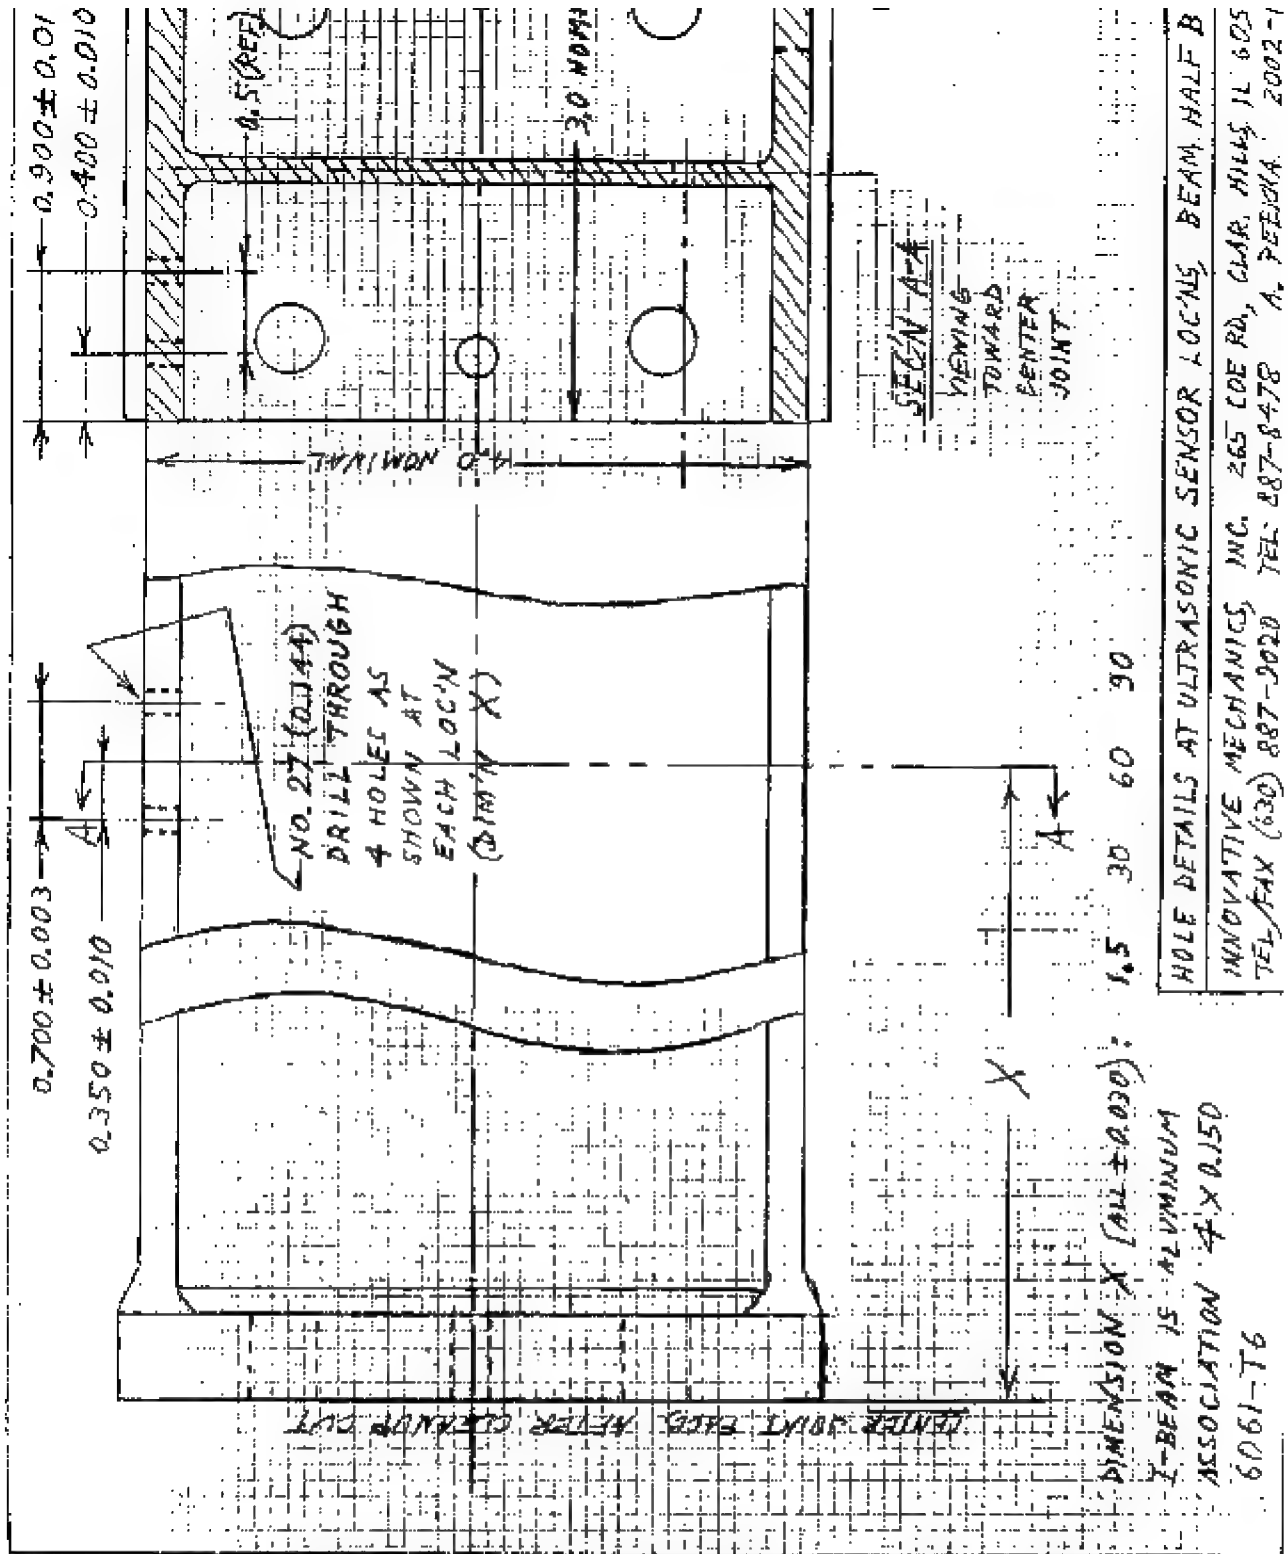 0.900 ± 0.01
0.400 ± 0.010
0.5 (REF)
3.0 NOMI
4.0 NOMINAL
SEC'N A-A
VIEWING
TOWARD
CENTER
JOINT
0.700 ± 0.003
0.350 ± 0.010
A
NO. 27 (0.144)
DRILL THROUGH
4 HOLES AS
SHOWN AT
EACH LOC'N
(DIM'N X)
A
X
CENTER JOINT FACE AFTER CLEANUP CUT
DIMENSION X (ALL ± 0.030): 1.5 30 60 90
I-BEAM IS ALUMINUM
ASSOCIATION 4 X 0.150
6061-T6
HOLE DETAILS AT ULTRASONIC SENSOR LOC'NS, BEAM HALF B
INNOVATIVE MECHANICS, INC. 265 COE RD., CLAR. HILLS, IL 605
TEL/FAX (630) 887-9020 TEL: 887-8478 A. 2002-1